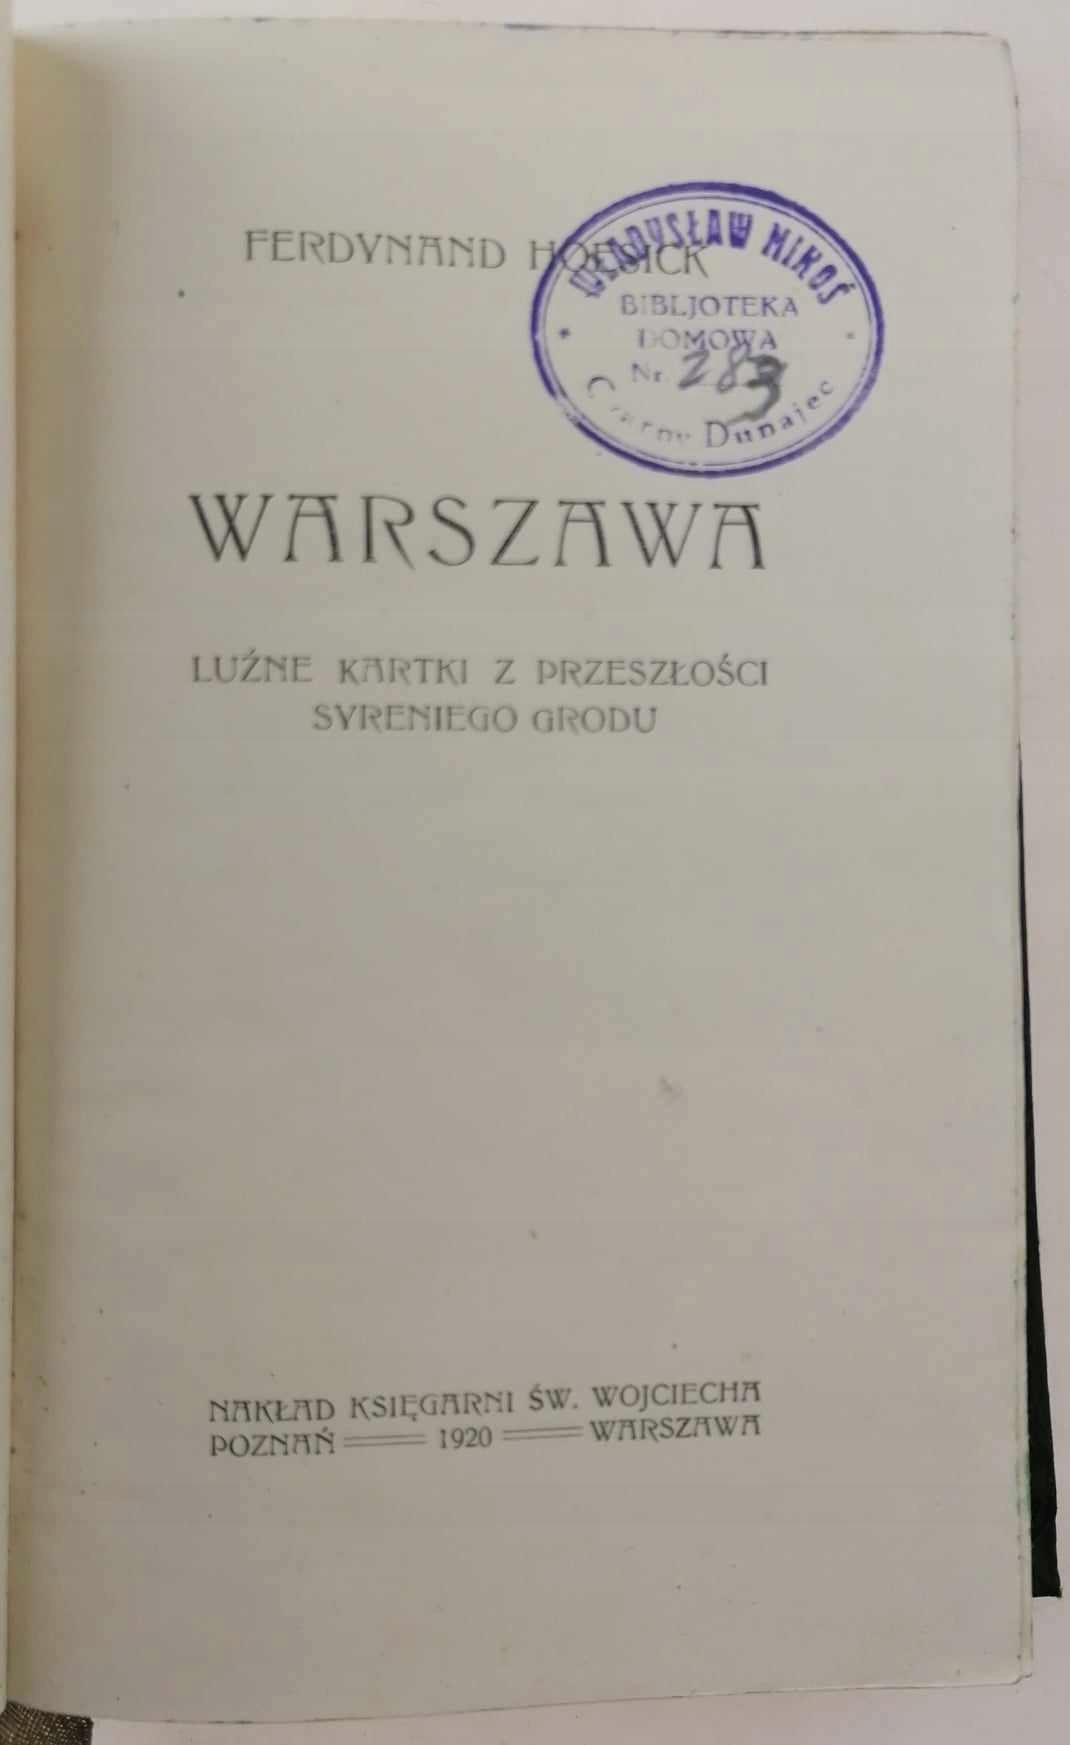 FERDYNAND HOESICK
WŁADYSŁAW MIKOŚ
BIBLJOTEKA
DOMOWA
Nr. 283
Czarny Dunajec
WARSZAWA
LUŹNE KARTKI Z PRZESZŁOŚCI
SYRENIEGO GRODU
NAKŁAD KSIĘGARNI ŚW. WOJCIECHA
POZNAŃ 1920 WARSZAWA